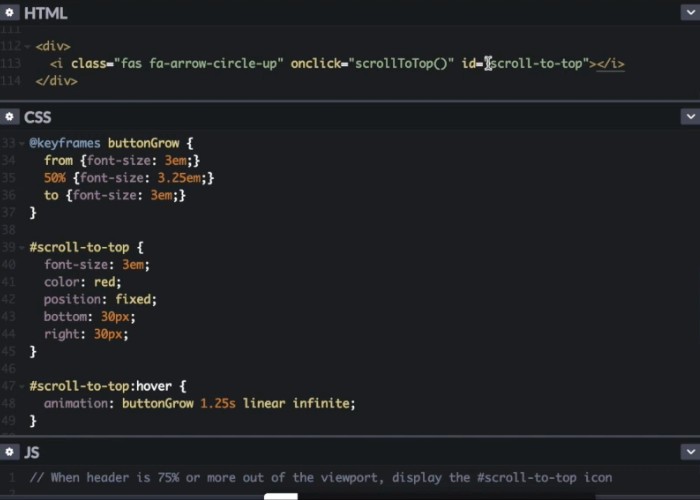 HTML
111
112 <div>
113 <i class="fas fa-arrow-circle-up" onclick="scrollToTop()" id="scroll-to-top"></i>
114 </div>
CSS
33 @keyframes buttonGrow {
34 from {font-size: 3em;}
35 50% {font-size: 3.25em;}
36 to {font-size: 3em;}
37 }
38
39 #scroll-to-top {
40 font-size: 3em;
41 color: red;
42 position: fixed;
43 bottom: 30px;
44 right: 30px;
45 }
46
47 #scroll-to-top:hover {
48 animation: buttonGrow 1.25s linear infinite;
49 }
JS
1 // When header is 75% or more out of the viewport, display the #scroll-to-top icon